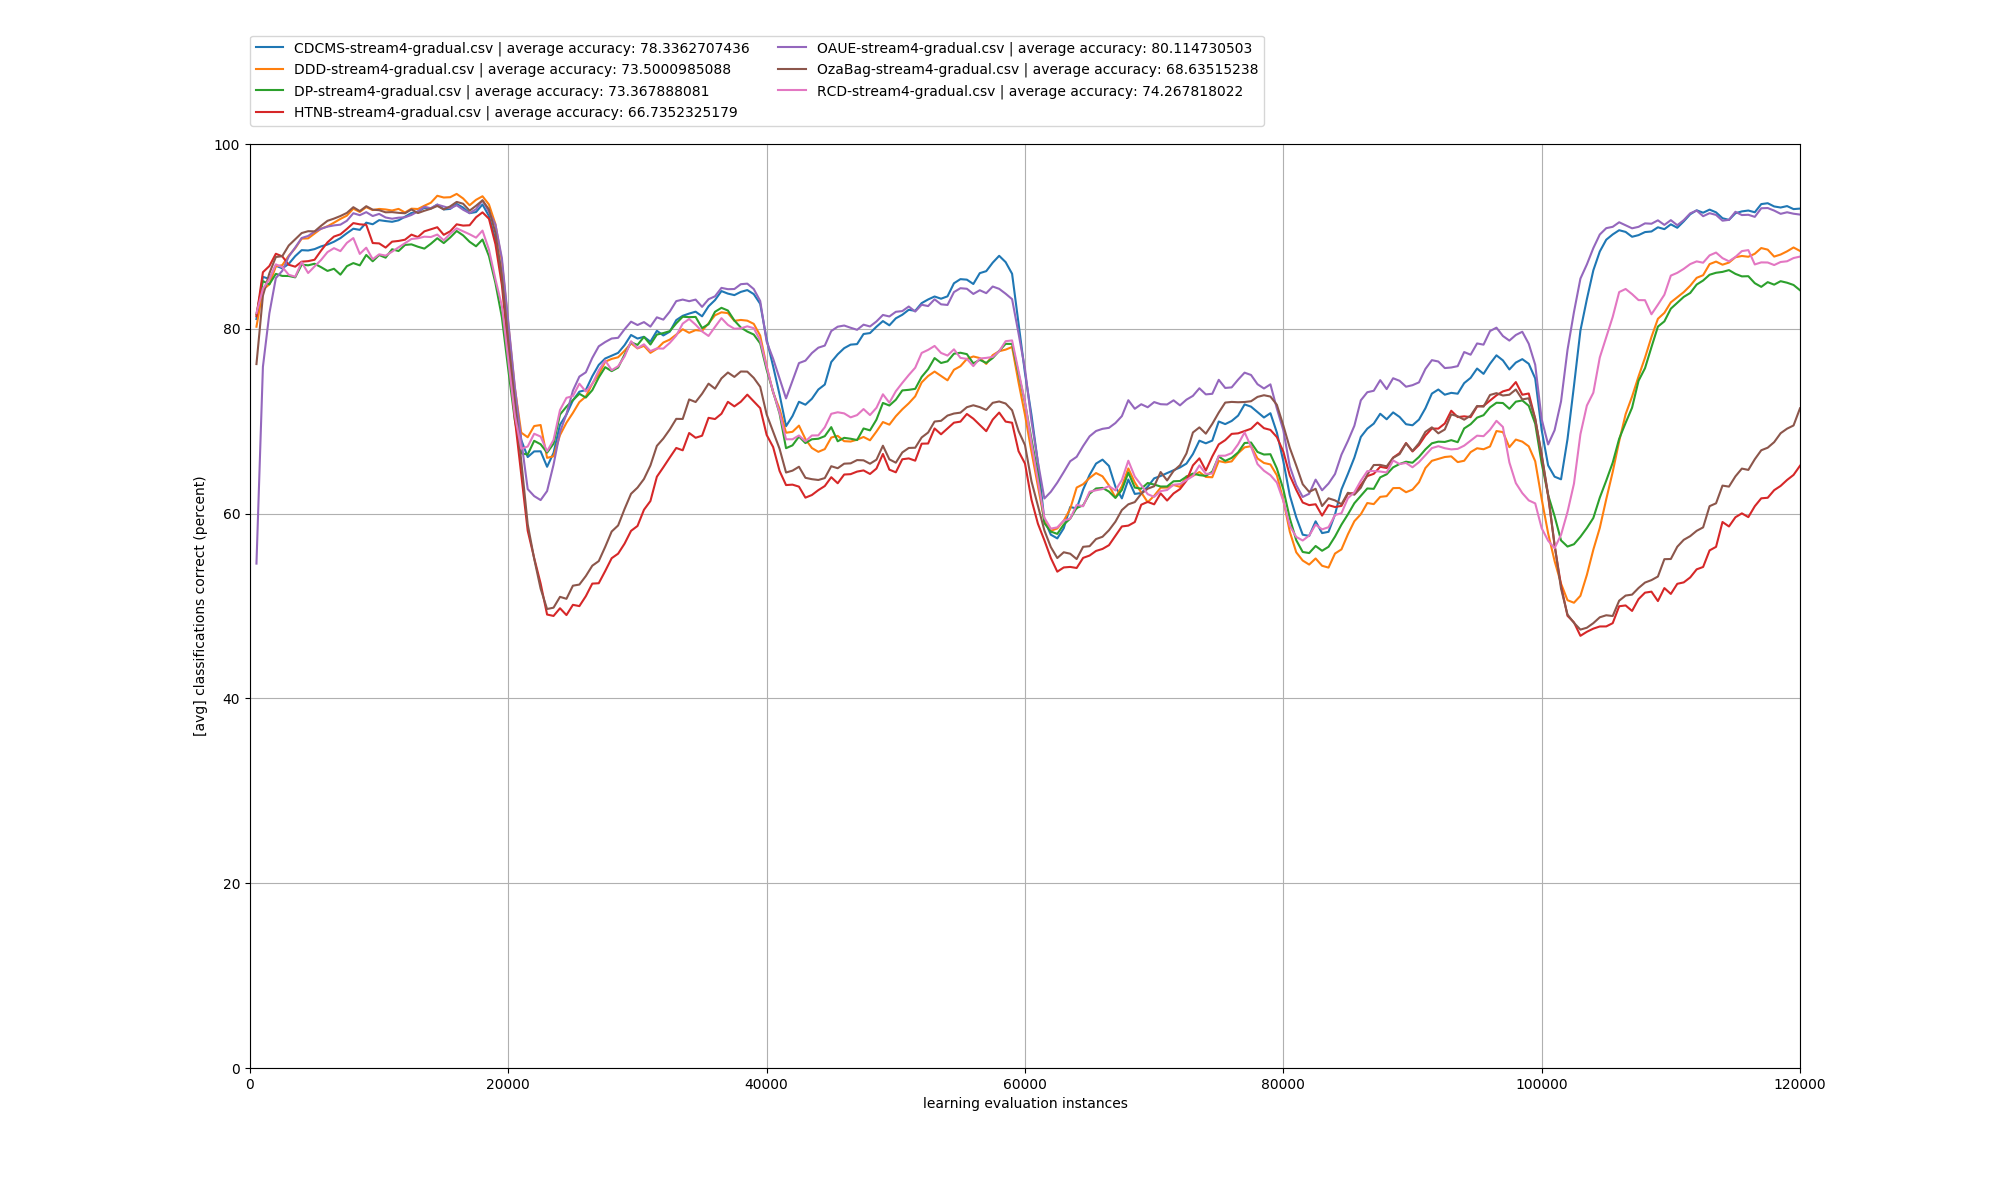 CDCMS-stream4-gradual.csv | average accuracy: 78.3362707436
DDD-stream4-gradual.csv | average accuracy: 73.5000985088
DP-stream4-gradual.csv | average accuracy: 73.367888081
HTNB-stream4-gradual.csv | average accuracy: 66.7352325179
OAUE-stream4-gradual.csv | average accuracy: 80.114730503
OzaBag-stream4-gradual.csv | average accuracy: 68.63515238
RCD-stream4-gradual.csv | average accuracy: 74.267818022
[avg] classifications correct (percent)
100
80
60
40
20
0
0 20000 40000 60000 80000 100000 120000
learning evaluation instances